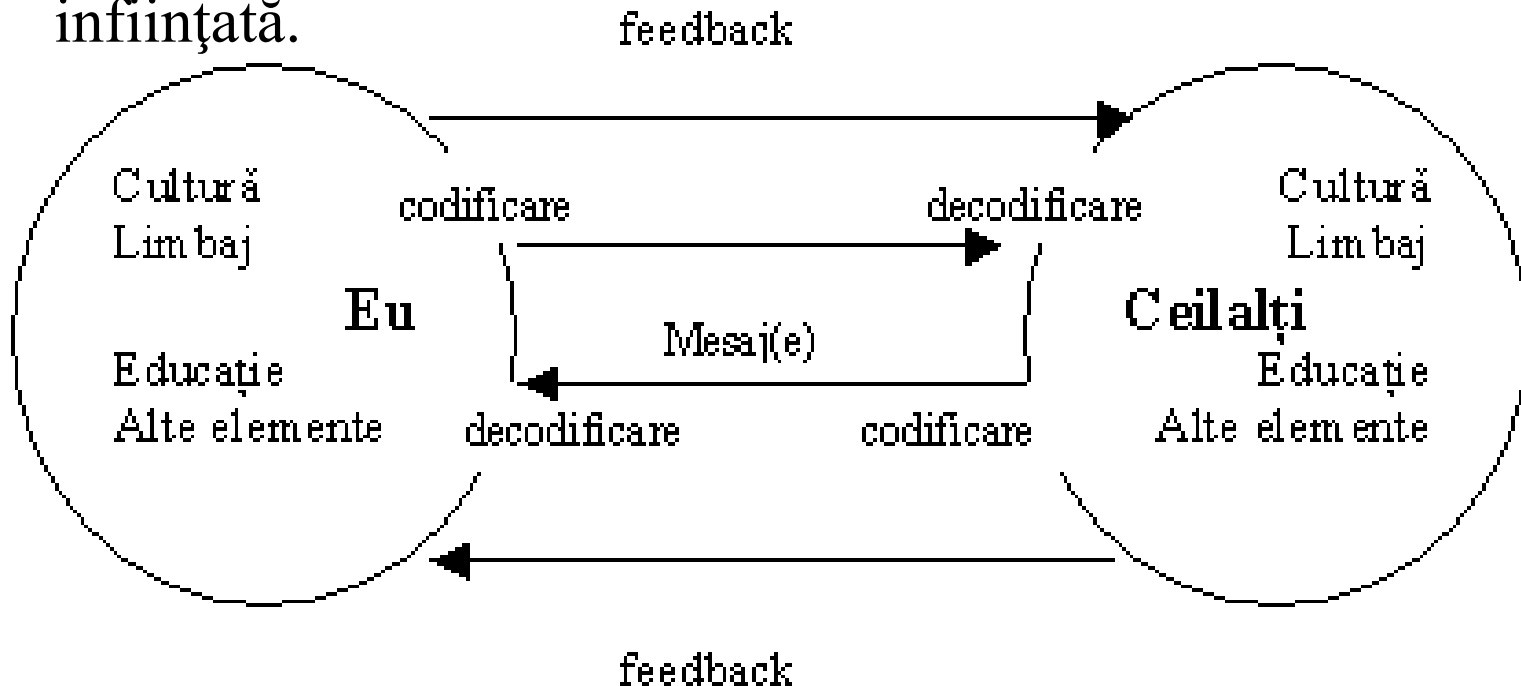 infiinţată.
feedback
Cultură
Limbaj
codificare
decodificare
Cultură
Limbaj
Eu
Mesaj(e)
Ceilalți
Educație
Alte elemente
decodificare
codificare
Educație
Alte elemente
feedback